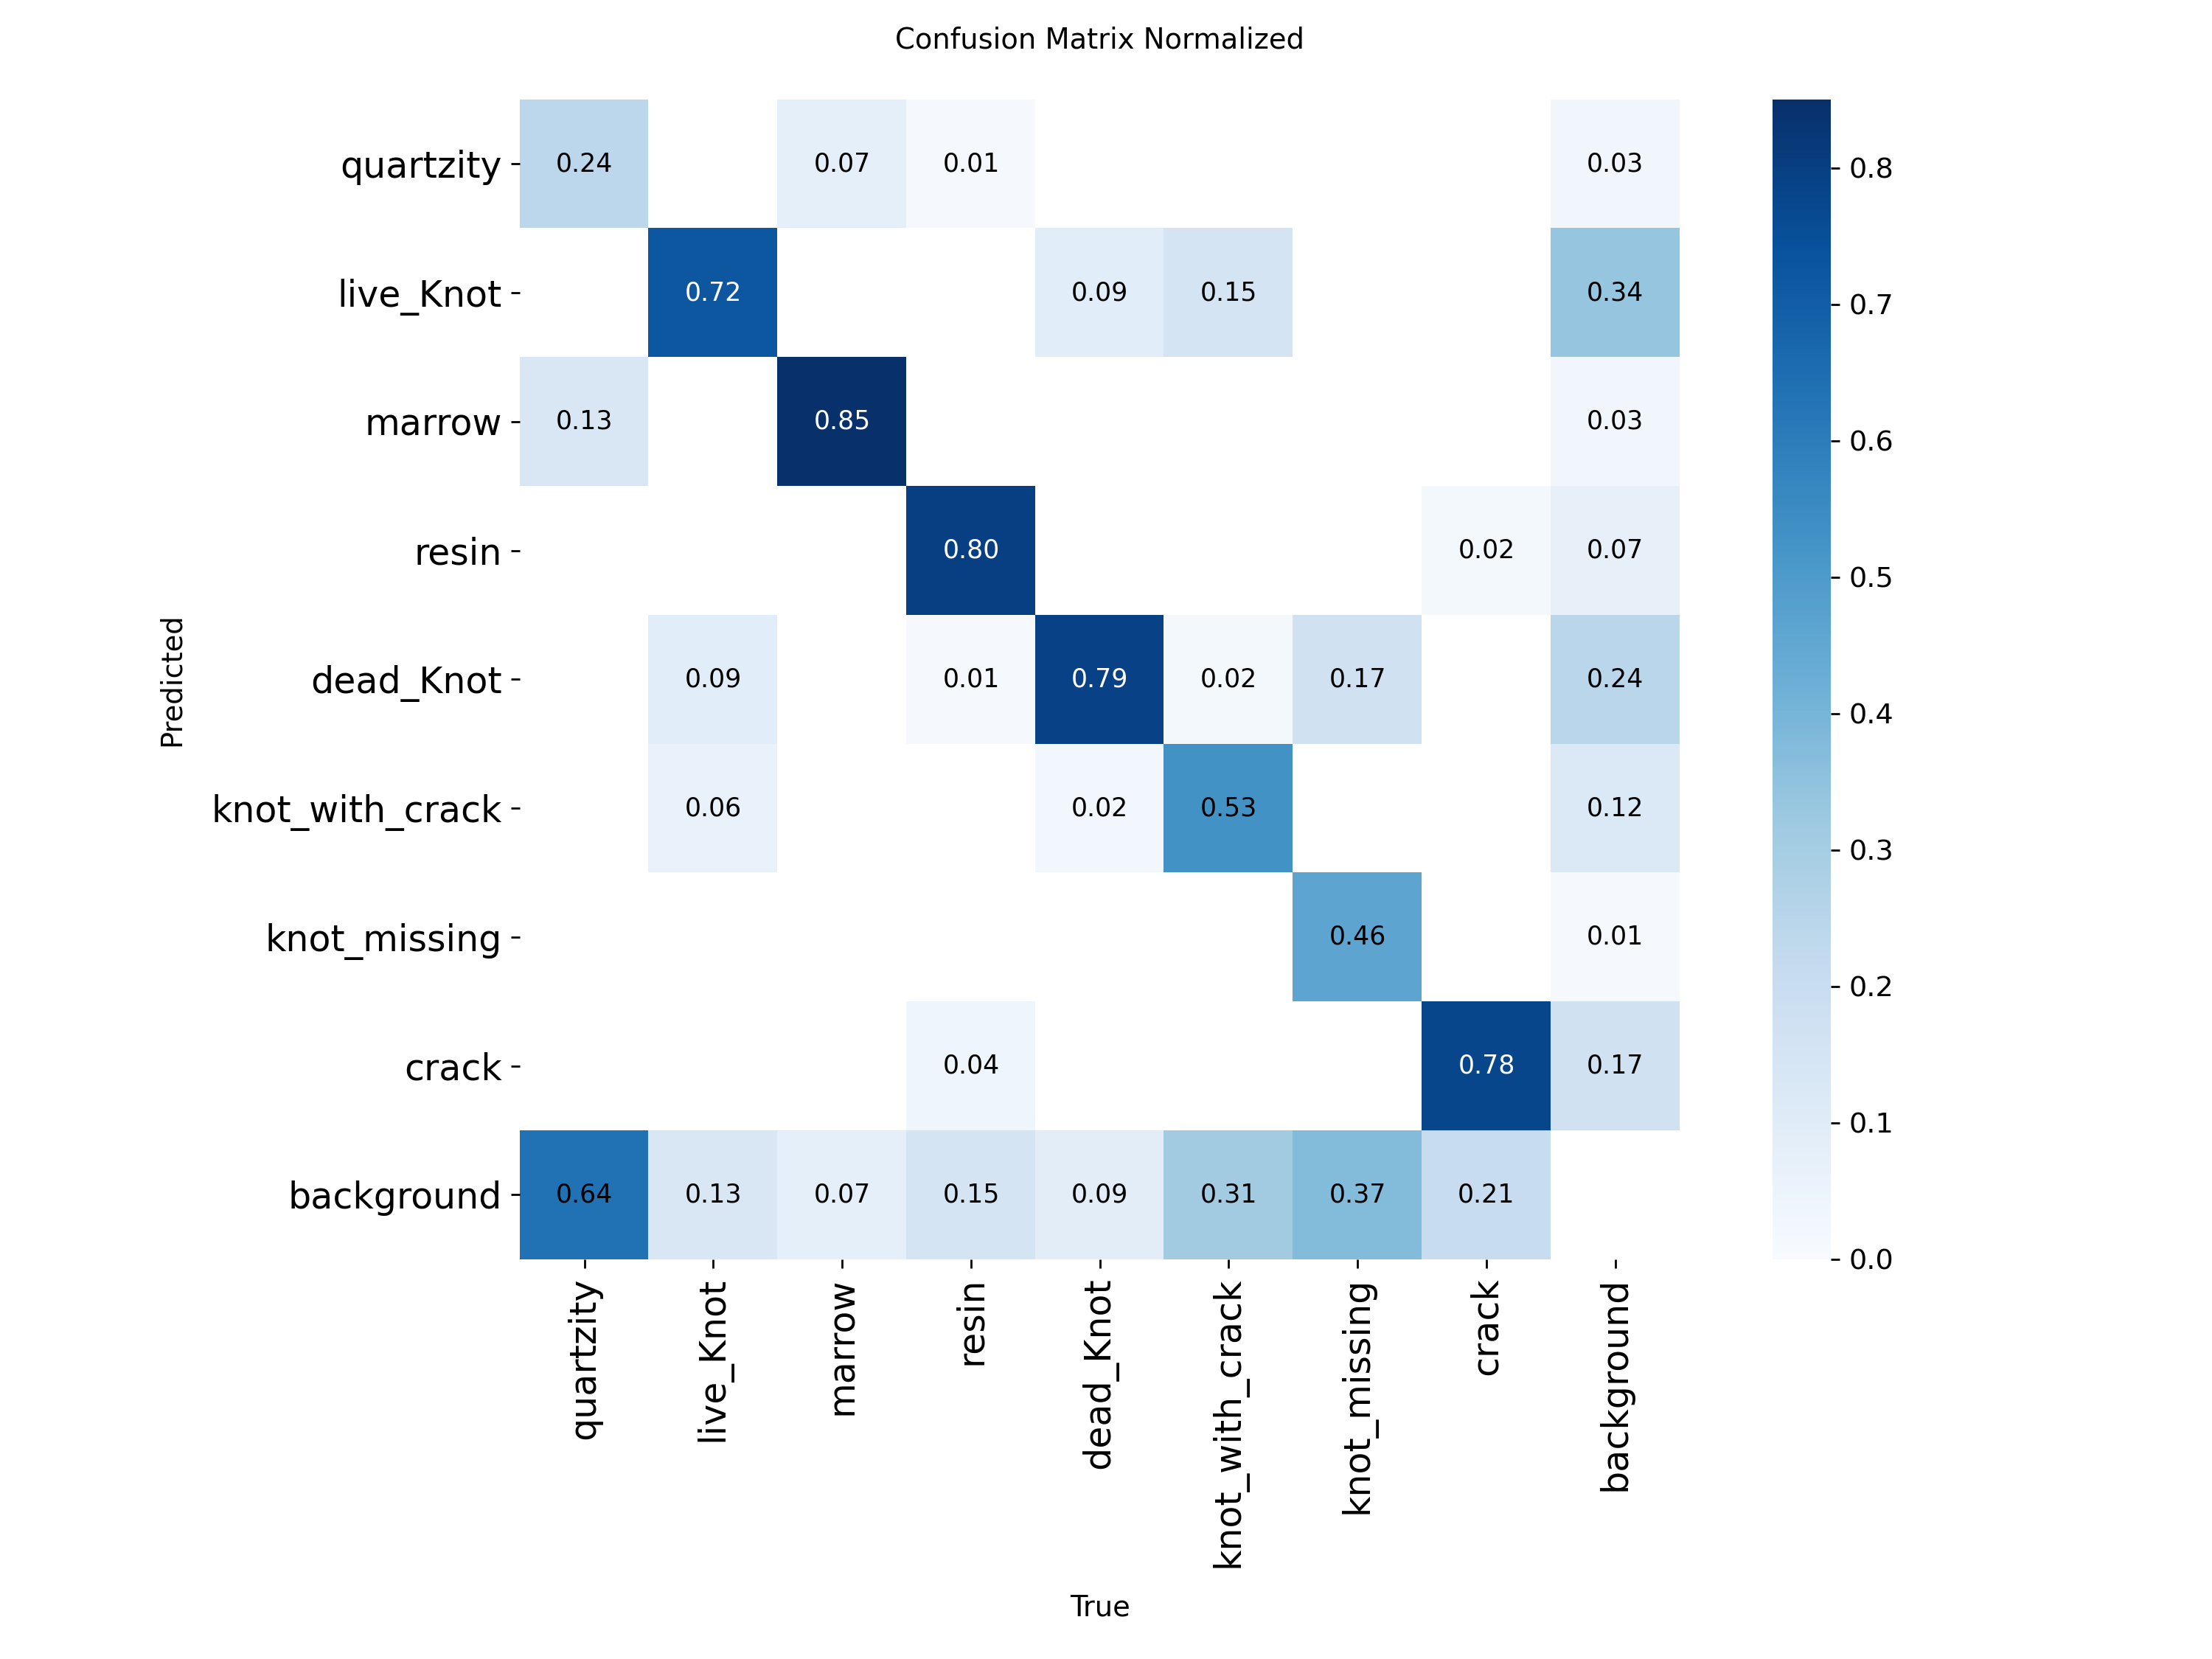 Confusion Matrix Normalized
quartzity 0.24 0.07 0.01 0.03
live_Knot 0.72 0.09 0.15 0.34
marrow 0.13 0.85 0.03
resin 0.80 0.02 0.07
dead_Knot 0.09 0.01 0.79 0.02 0.17 0.24
knot_with_crack 0.06 0.02 0.53 0.12
knot_missing 0.46 0.01
crack 0.04 0.78 0.17
background 0.64 0.13 0.07 0.15 0.09 0.31 0.37 0.21
Predicted
quartzity
live_Knot
marrow
resin
dead_Knot
knot_with_crack
knot_missing
crack
background
True
0.8
0.7
0.6
0.5
0.4
0.3
0.2
0.1
0.0